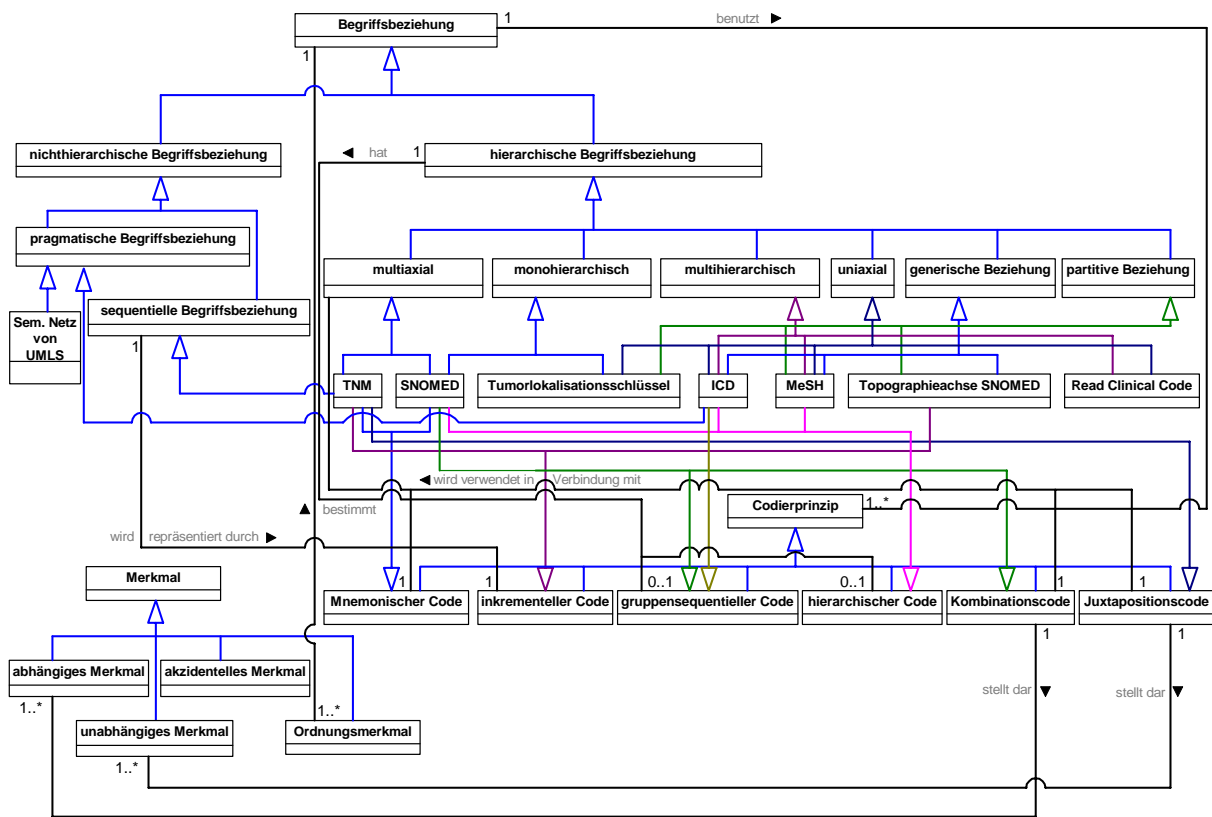 Begriffsbeziehung
1
benutzt
1
nichthierarchische Begriffsbeziehung
hat
1
hierarchische Begriffsbeziehung
pragmatische Begriffsbeziehung
multiaxial
monohierarchisch
multihierarchisch
uniaxial
generische Beziehung
partitive Beziehung
sequentielle Begriffsbeziehung
Sem. Netz
von
UMLS
1
TNM
SNOMED
Tumorlokalisationsschlüssel
ICD
MeSH
Topographieachse SNOMED
Read Clinical Code
wird verwendet in Verbindung mit
Codierprinzip
1..*
bestimmt
wird repräsentiert durch
Merkmal
1
1
0..1
0..1
1
1
Mnemonischer Code
inkrementeller Code
gruppensequentieller Code
hierarchischer Code
Kombinationscode
Juxtapositionscode
1
1
abhängiges Merkmal
akzidentelles Merkmal
stellt dar
stellt dar
1..*
1..*
unabhängiges Merkmal
Ordnungsmerkmal
1..*